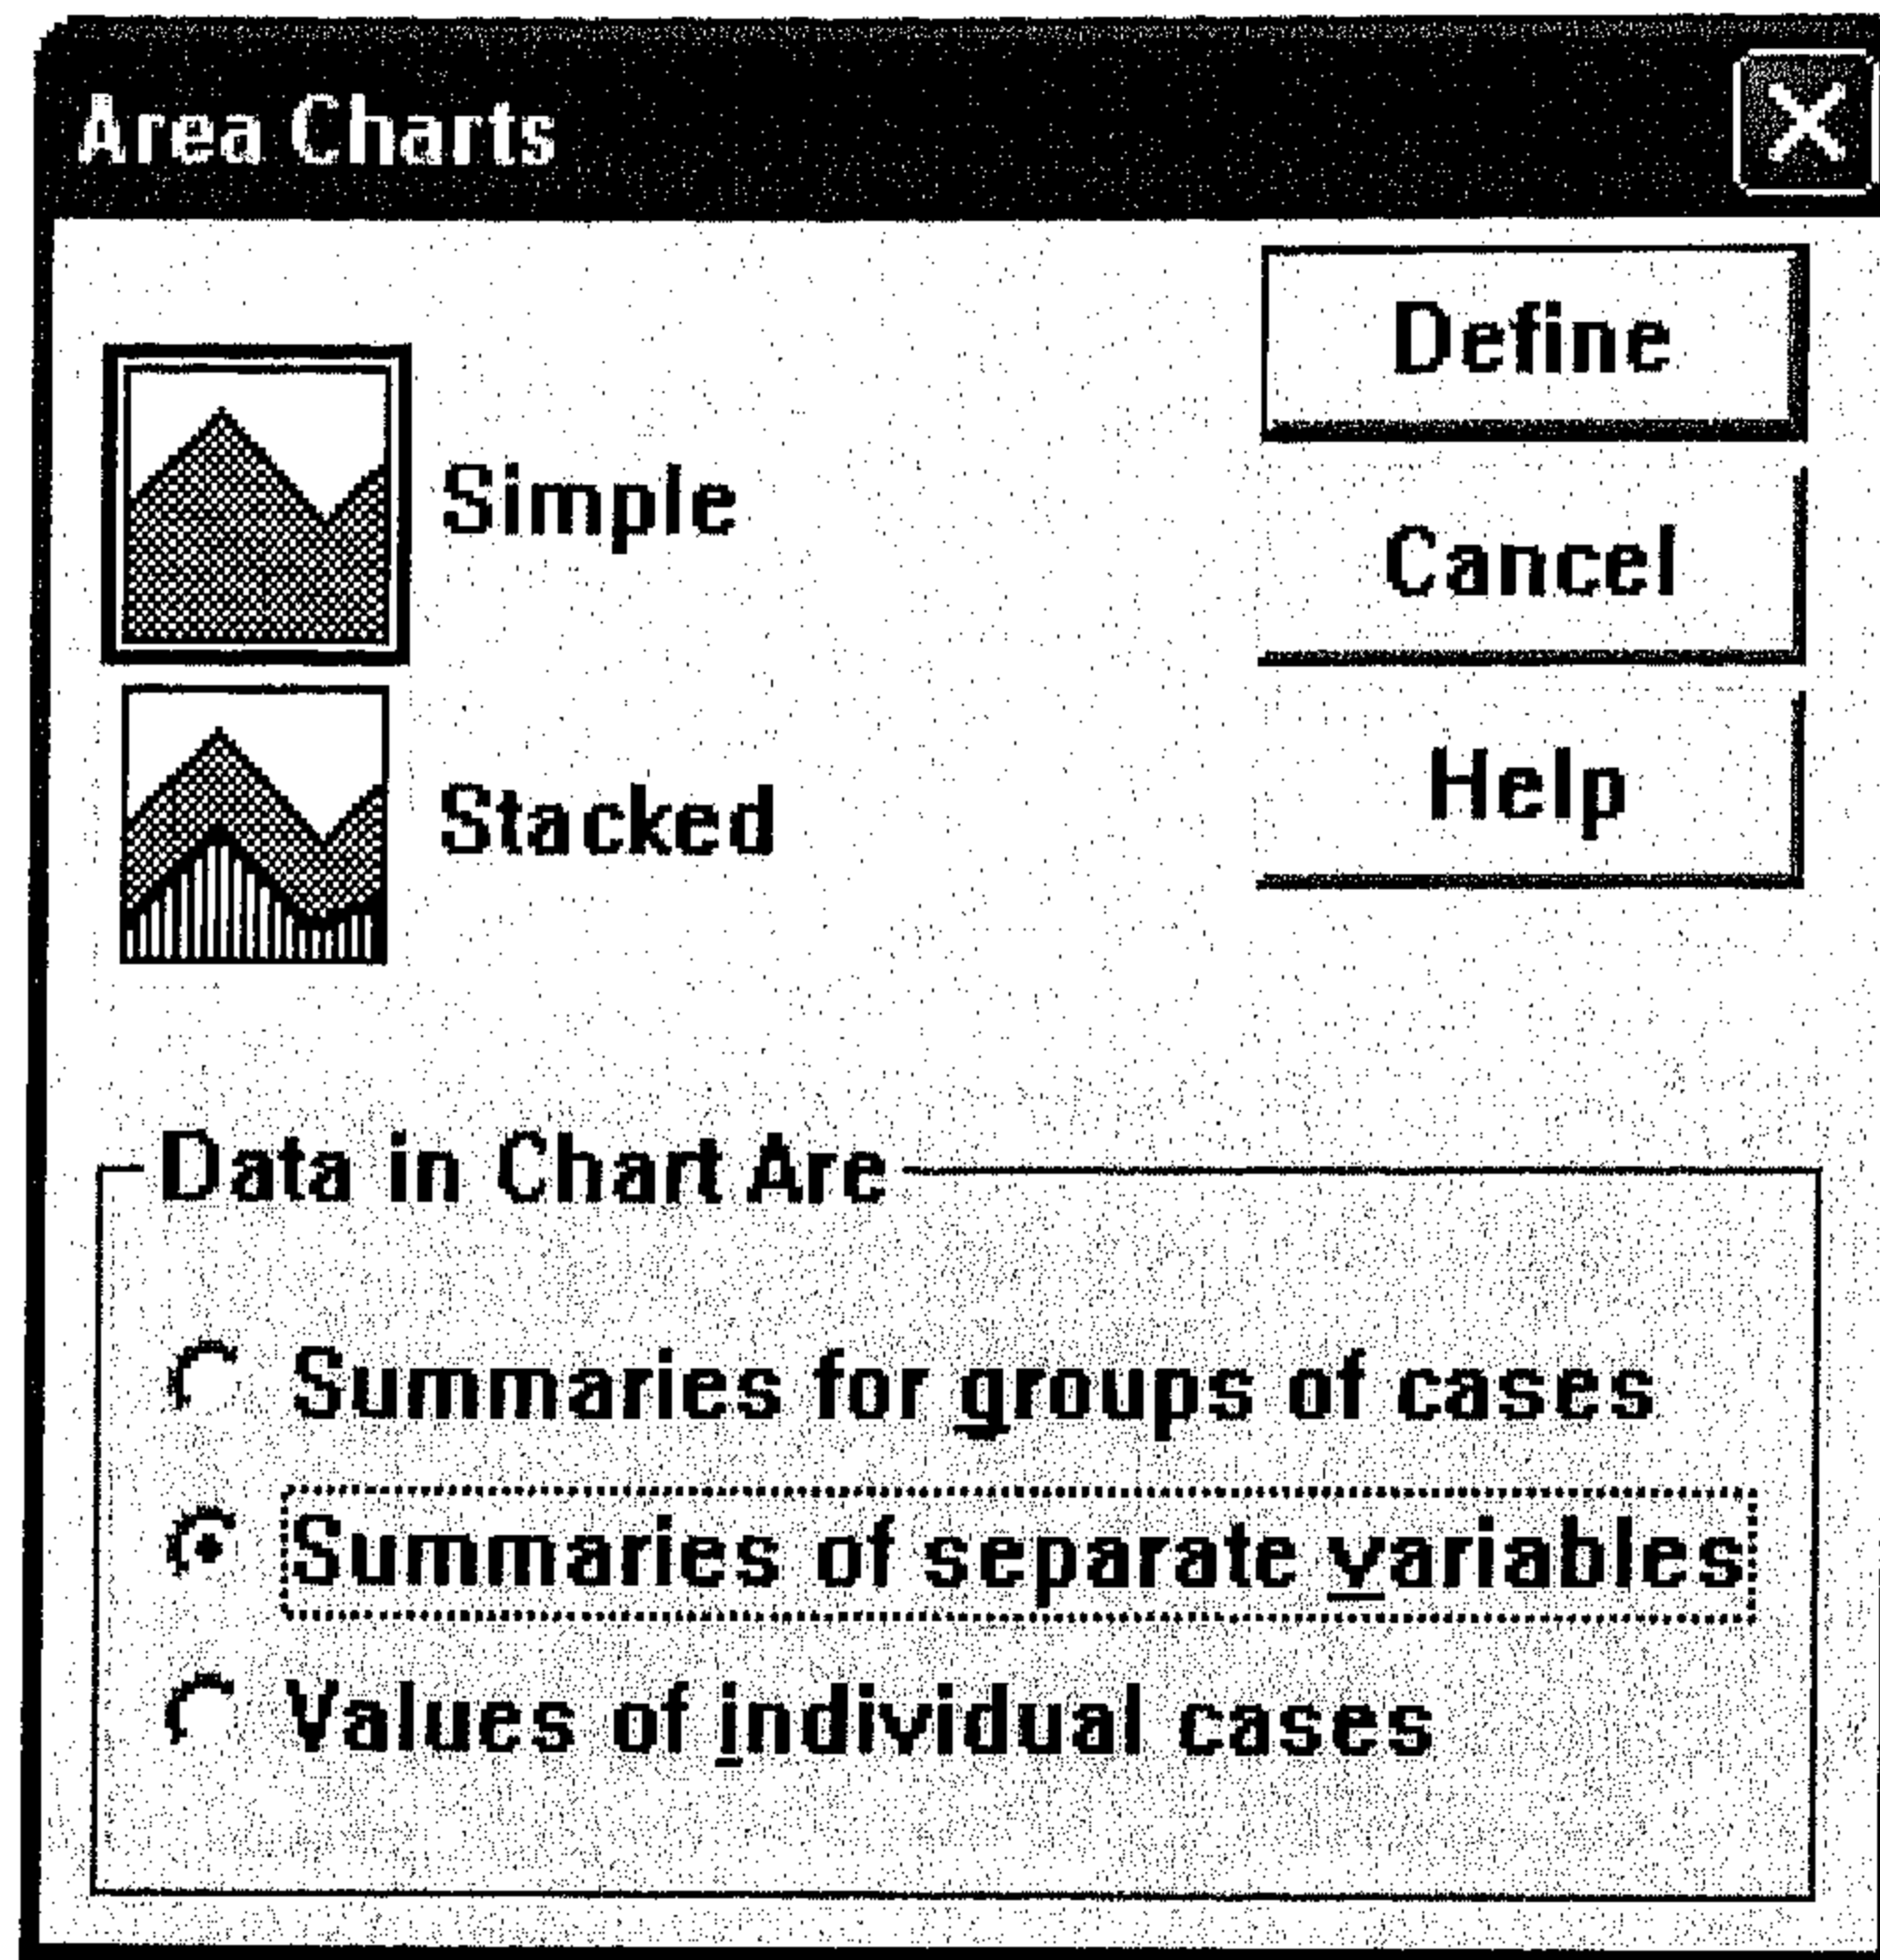 Area Charts
Define
Simple
Cancel
Help
Stacked
Data in Chart Are
Summaries for groups of cases
Summaries of separate variables
Values of individual cases